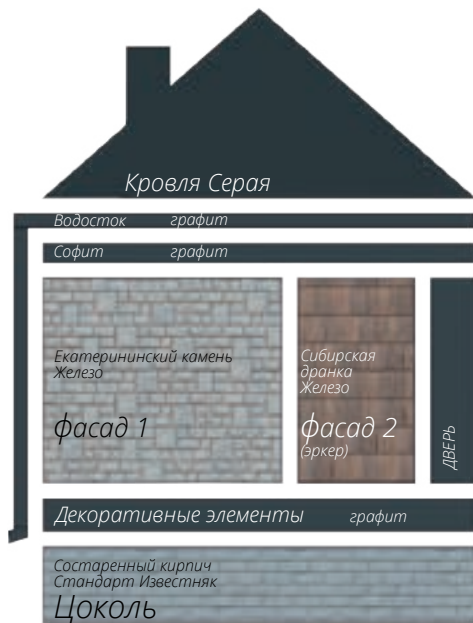 Кровля Серая
Водосток графит
Софит графит
Екатерининский камень
Железо
фасад 1
Сибирская
дранка
Железо
фасад 2
(эркер)
ДВЕРЬ
Декоративные элементы графит
Состаренный кирпич
Стандарт Известняк
Цоколь